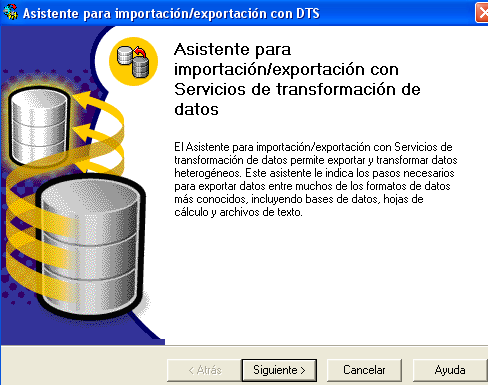 Asistente para importación/exportación con DTS
Asistente para
importación/exportación con
Servicios de transformación de
datos
El Asistente para importación/exportación con Servicios de
transformación de datos permite exportar y transformar datos
heterogéneos. Este asistente le indica los pasos necesarios
para exportar datos entre muchos de los formatos de datos
más conocidos, incluyendo bases de datos, hojas de
cálculo y archivos de texto.
< Atrás Siguiente > Cancelar Ayuda